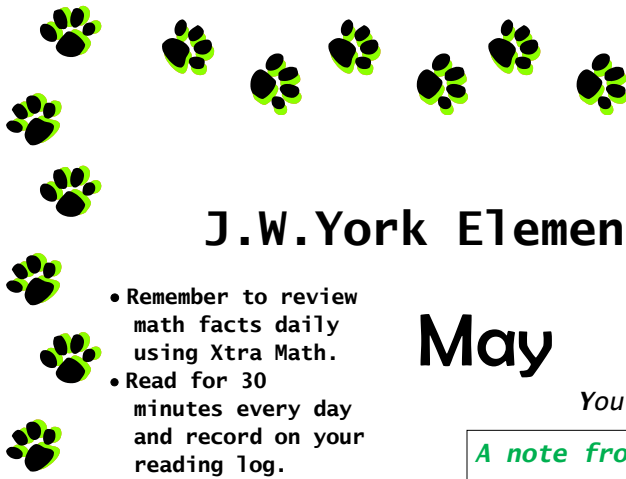 J.W.York Elemen
• Remember to review
math facts daily
using Xtra Math.
• Read for 30
minutes every day
and record on your
reading log.
May
You
A note fro